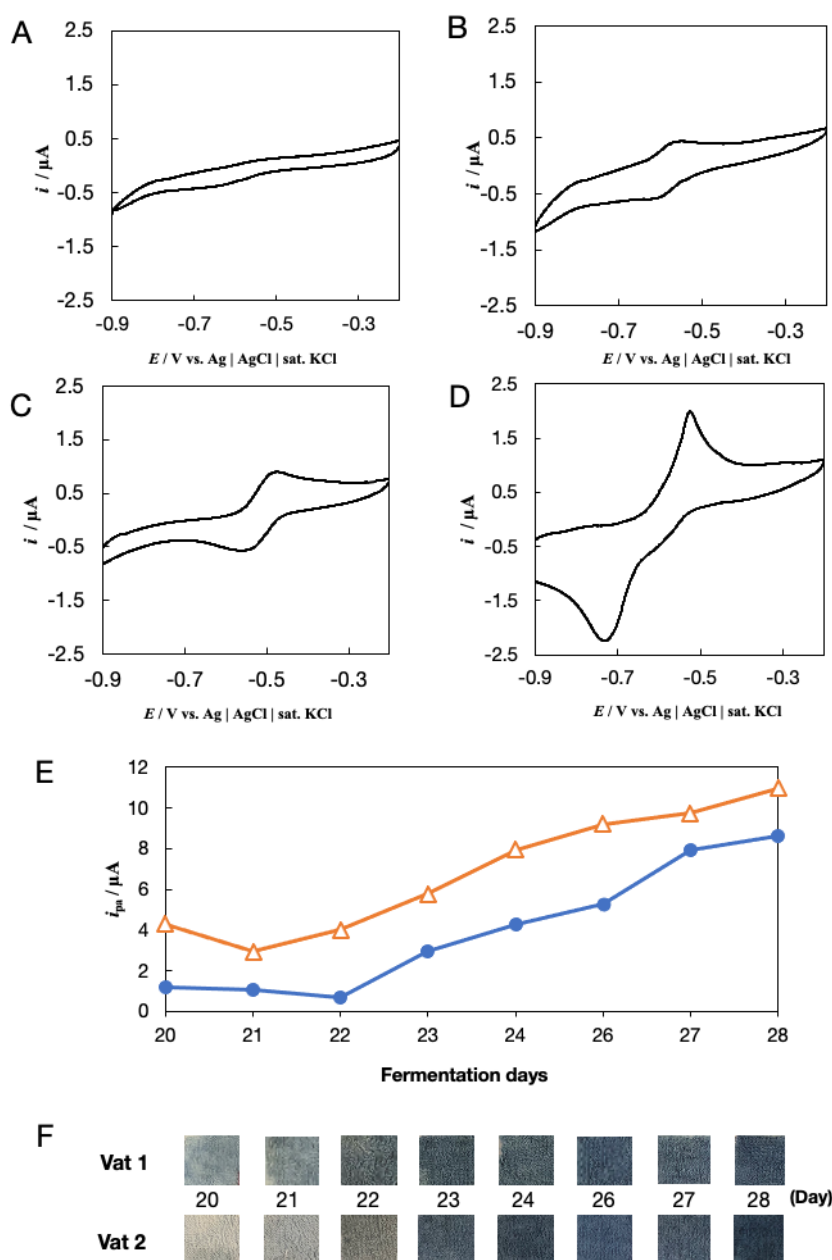 A
2.5
1.5
0.5
-0.5
-1.5
-2.5
i / µA
-0.9 -0.7 -0.5 -0.3
E / V vs. Ag | AgCl | sat. KCl
B
2.5
1.5
0.5
-0.5
-1.5
-2.5
i / µA
-0.9 -0.7 -0.5 -0.3
E / V vs. Ag | AgCl | sat. KCl
C
2.5
1.5
0.5
-0.5
-1.5
-2.5
i / µA
-0.9 -0.7 -0.5 -0.3
E / V vs. Ag | AgCl | sat. KCl
D
2.5
1.5
0.5
-0.5
-1.5
-2.5
i / µA
-0.9 -0.7 -0.5 -0.3
E / V vs. Ag | AgCl | sat. KCl
E
12
10
8
6
4
2
0
ipa / µA
20 21 22 23 24 26 27 28
Fermentation days
F
Vat 1
20 21 22 23 24 26 27 28 (Day)
Vat 2